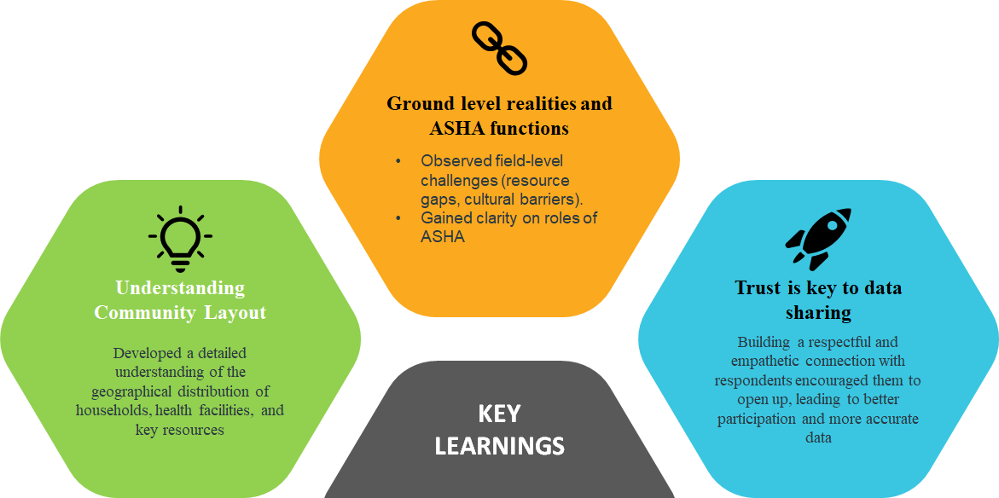 Ground level realities and
ASHA functions
• Observed field-level
challenges (resource
gaps, cultural barriers).
• Gained clarity on roles of
ASHA
Understanding
Community Layout
Developed a detailed
understanding of the
geographical distribution of
households, health facilities, and
key resources
Trust is key to data
sharing
Building a respectful and
empathetic connection with
respondents encouraged them to
open up, leading to better
participation and more accurate
data
KEY
LEARNINGS